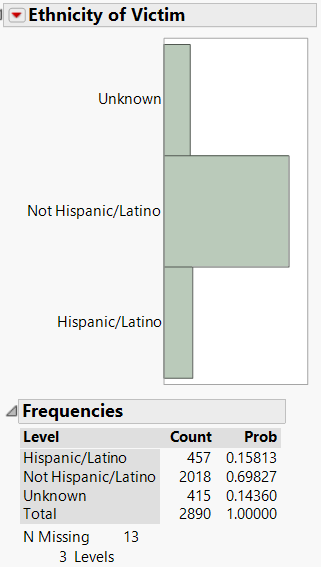 Ethnicity of Victim
Unknown
Not Hispanic/Latino
Hispanic/Latino
Frequencies
Level Count Prob
Hispanic/Latino 457 0.15813
Not Hispanic/Latino 2018 0.69827
Unknown 415 0.14360
Total 2890 1.00000
N Missing 13
3 Levels